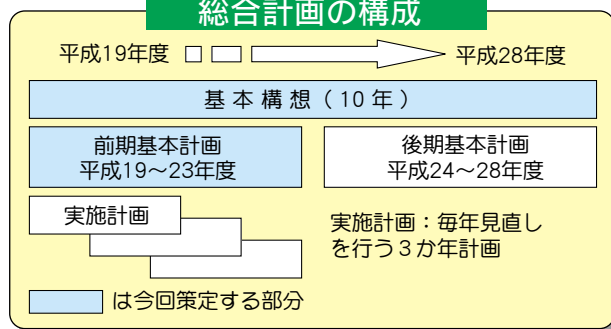 総合計画の構成
平成19年度
平成28年度
基本構想（10年）
前期基本計画
平成19～23年度
後期基本計画
平成24～28年度
実施計画
実施計画：毎年見直し
を行う３か年計画
は今回策定する部分